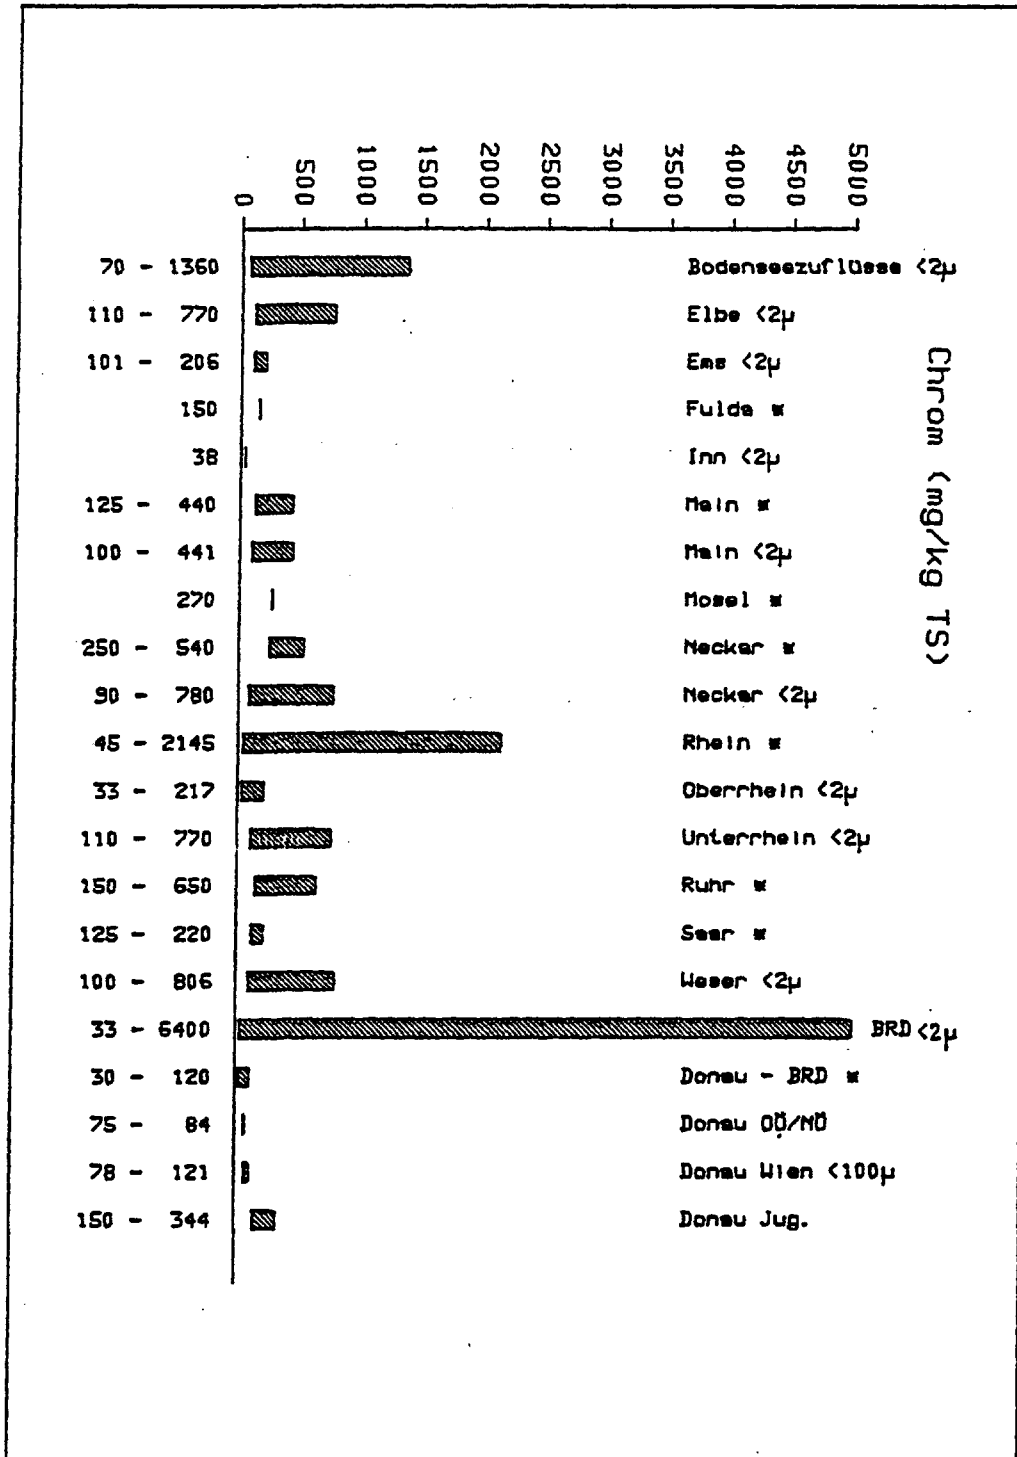 Chrom (mg/kg TS)
0 500 1000 1500 2000 2500 3000 3500 4000 4500 5000
70 - 1360 Bodenseezuflüsse <2µ
110 - 770 Elbe <2µ
101 - 206 Ems <2µ
150 Fulda *
38 Inn <2µ
125 - 440 Main *
100 - 441 Main <2µ
270 Mosel *
250 - 540 Neckar *
90 - 780 Neckar <2µ
45 - 2145 Rhein *
33 - 217 Oberrhein <2µ
110 - 770 Unterrhein <2µ
150 - 650 Ruhr *
125 - 220 Saar *
100 - 806 Weser <2µ
33 - 6400 BRD <2µ
30 - 120 Donau - BRD *
75 - 84 Donau OÖ/NÖ
78 - 121 Donau Wien <100µ
150 - 344 Donau Jug.